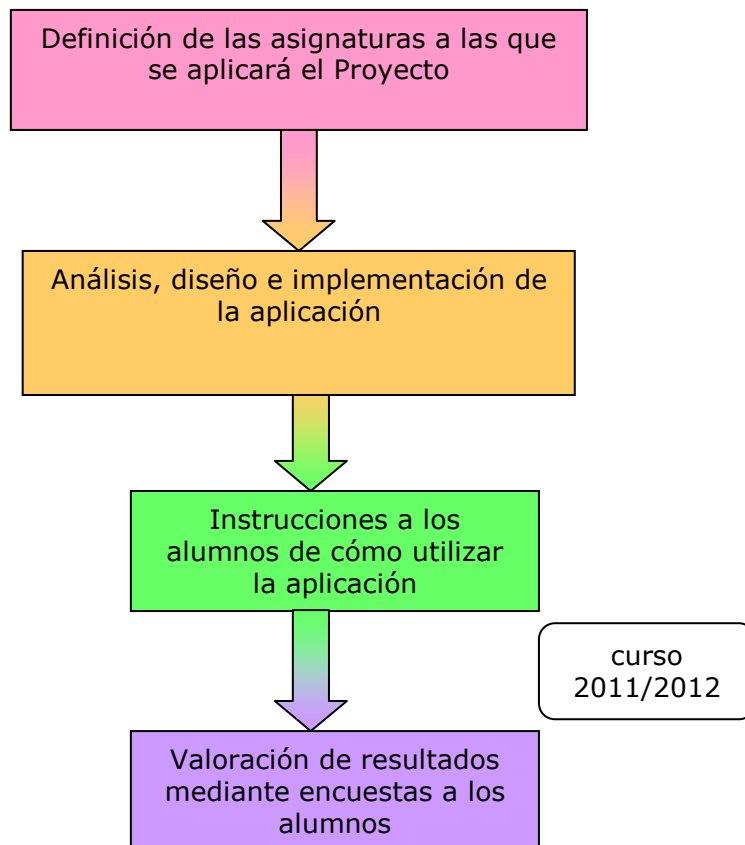 Definición de las asignaturas a las que
se aplicará el Proyecto
Análisis, diseño e implementación de
la aplicación
Instrucciones a los
alumnos de cómo utilizar
la aplicación
curso
2011/2012
Valoración de resultados
mediante encuestas a los
alumnos